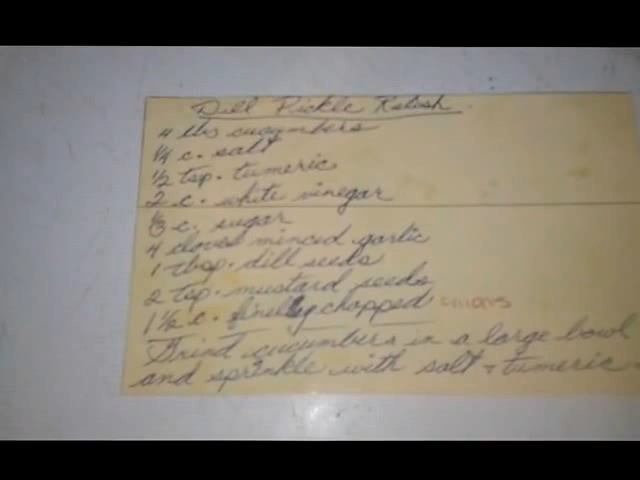 Dill Pickle Relish
4 lbs cucumbers
1/4 c. salt
1/2 tsp. tumeric
2 c. white vinegar
1/3 c. sugar
4 cloves minced garlic
1 Tbsp. dill seeds
2 tsp. mustard seeds
1 1/2 c. finely chopped onions
Grind cucumbers in a large bowl
and sprinkle with salt + tumeric